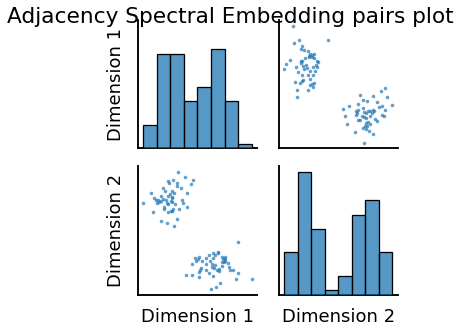 Adjacency Spectral Embedding pairs plot
Dimension 1
Dimension 2
Dimension 1
Dimension 2